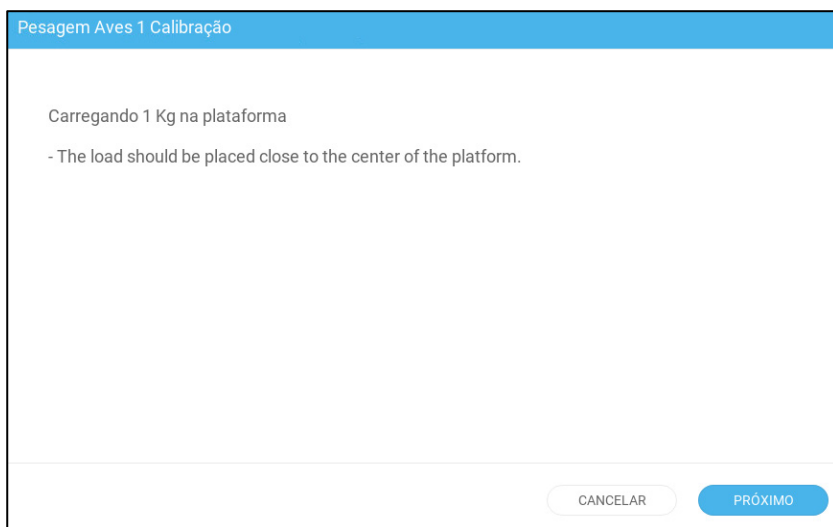 Pesagem Aves 1 Calibração
Carregando 1 Kg na plataforma
- The load should be placed close to the center of the platform.
CANCELAR
PRÓXIMO